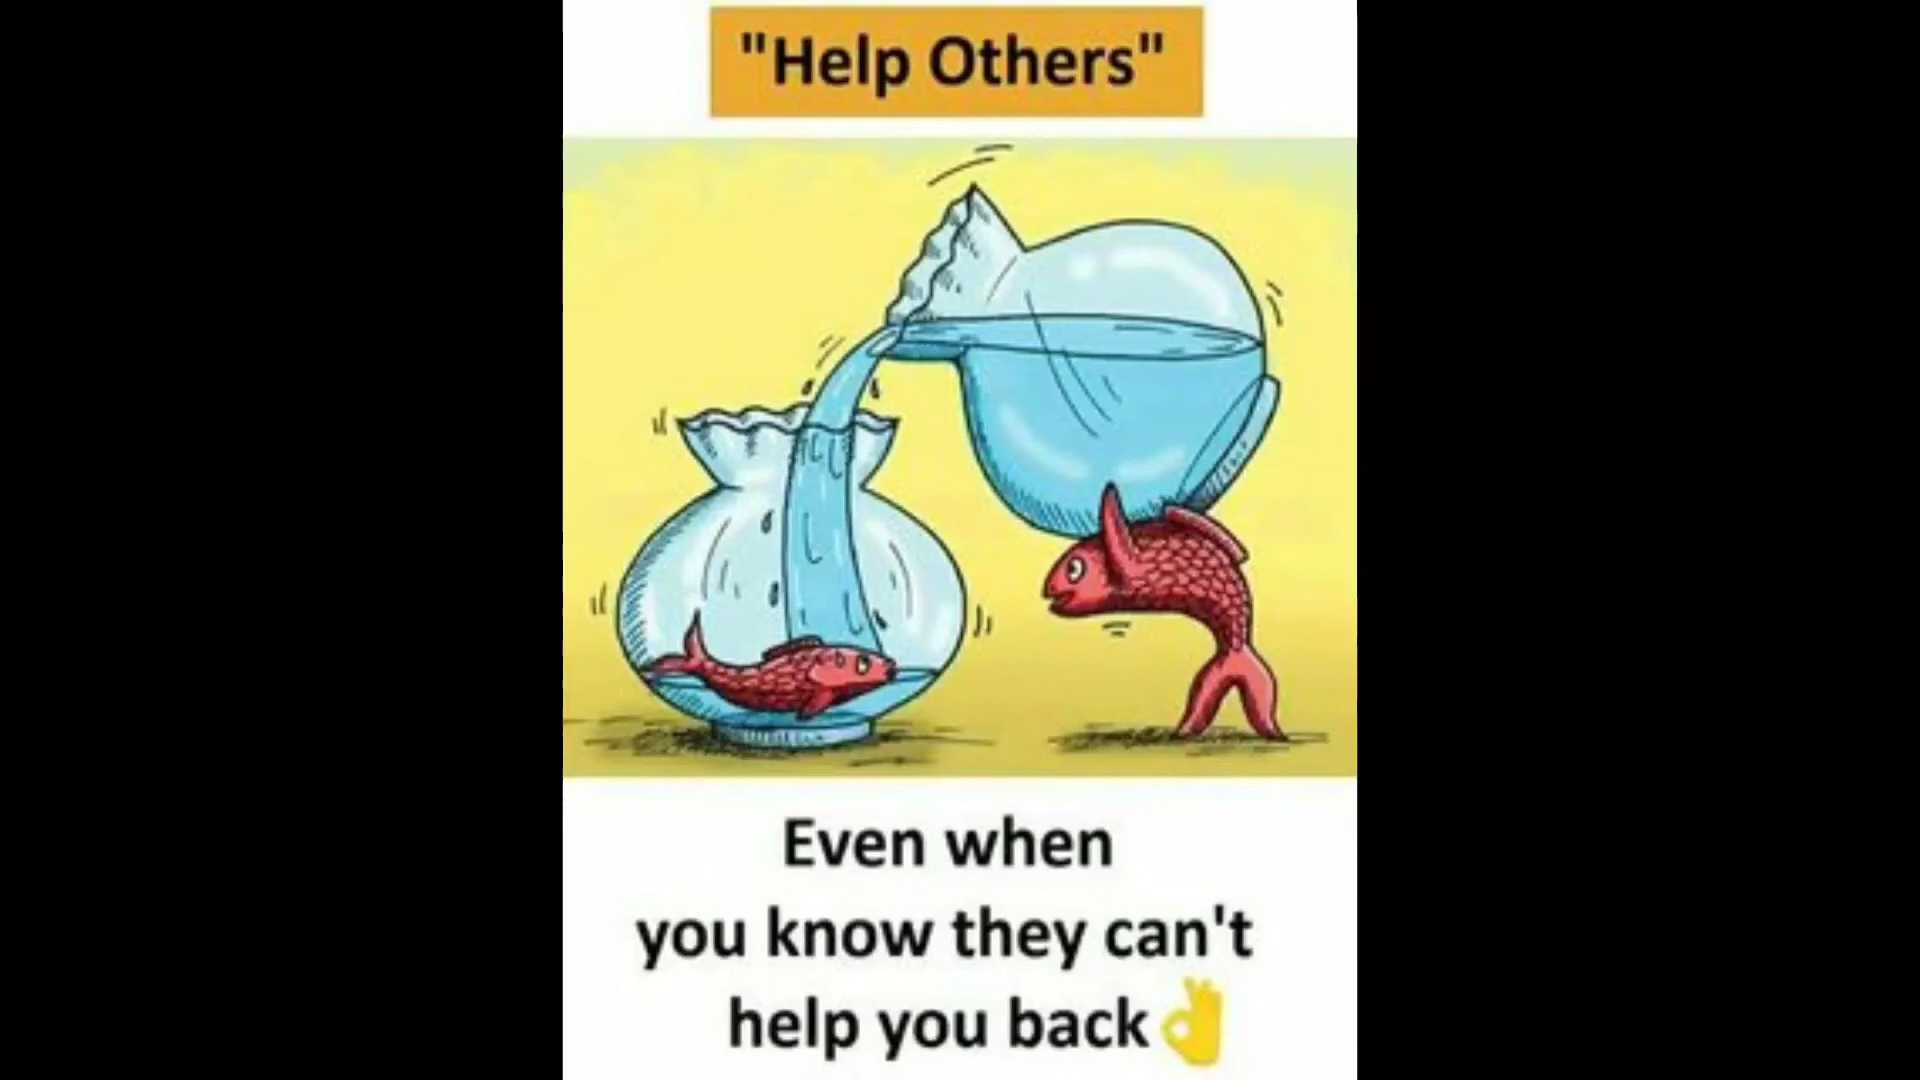 "Help Others"
Even when
you know they can't
help you back👌